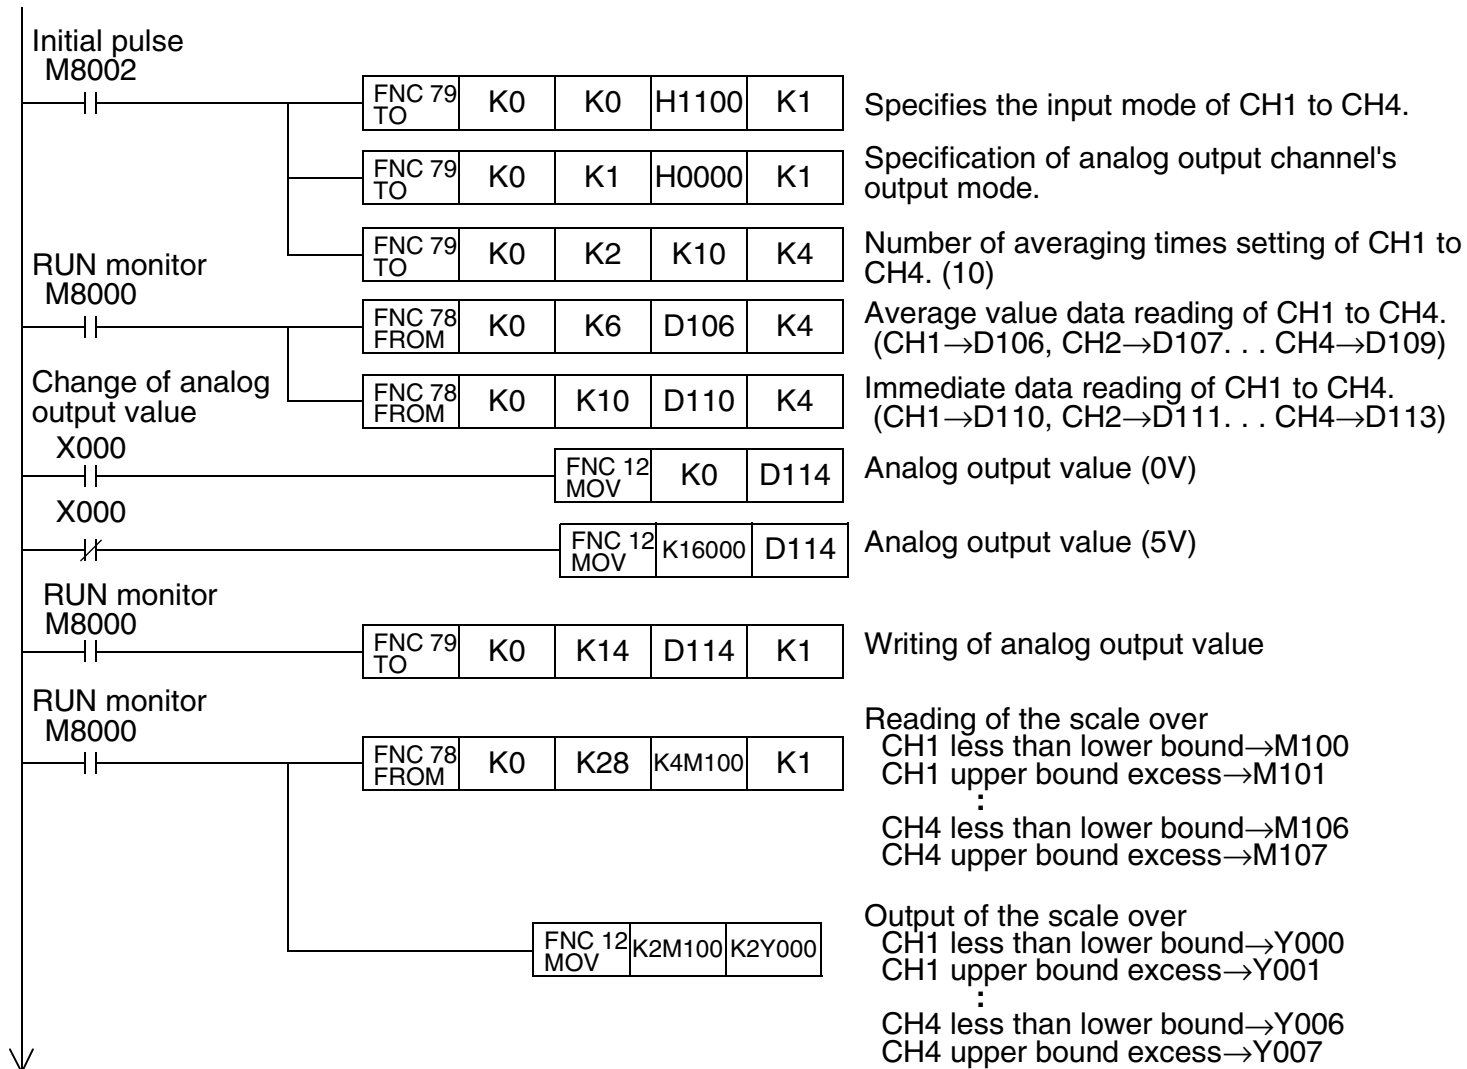 Initial pulse
M8002
FNC 79 TO K0 K0 H1100 K1
Specifies the input mode of CH1 to CH4.
FNC 79 TO K0 K1 H0000 K1
Specification of analog output channel's
output mode.
FNC 79 TO K0 K2 K10 K4
Number of averaging times setting of CH1 to
CH4. (10)
RUN monitor
M8000
FNC 78 FROM K0 K6 D106 K4
Average value data reading of CH1 to CH4.
(CH1→D106, CH2→D107. . . CH4→D109)
FNC 78 FROM K0 K10 D110 K4
Immediate data reading of CH1 to CH4.
(CH1→D110, CH2→D111. . . CH4→D113)
Change of analog
output value
X000
FNC 12 MOV K0 D114
Analog output value (0V)
X000
FNC 12 MOV K16000 D114
Analog output value (5V)
RUN monitor
M8000
FNC 79 TO K0 K14 D114 K1
Writing of analog output value
RUN monitor
M8000
FNC 78 FROM K0 K28 K4M100 K1
Reading of the scale over
CH1 less than lower bound→M100
CH1 upper bound excess→M101
:
CH4 less than lower bound→M106
CH4 upper bound excess→M107
FNC 12 MOV K2M100 K2Y000
Output of the scale over
CH1 less than lower bound→Y000
CH1 upper bound excess→Y001
:
CH4 less than lower bound→Y006
CH4 upper bound excess→Y007